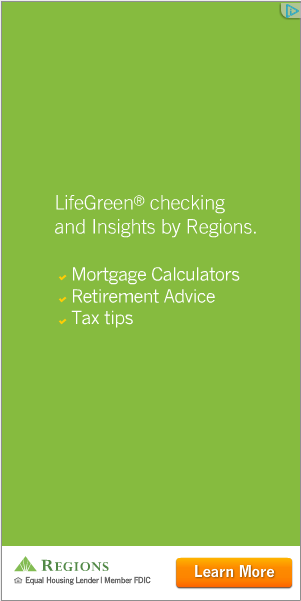 LifeGreen® checking
and Insights by Regions.
Mortgage Calculators
Retirement Advice
Tax tips
REGIONS
Equal Housing Lender | Member FDIC
Learn More